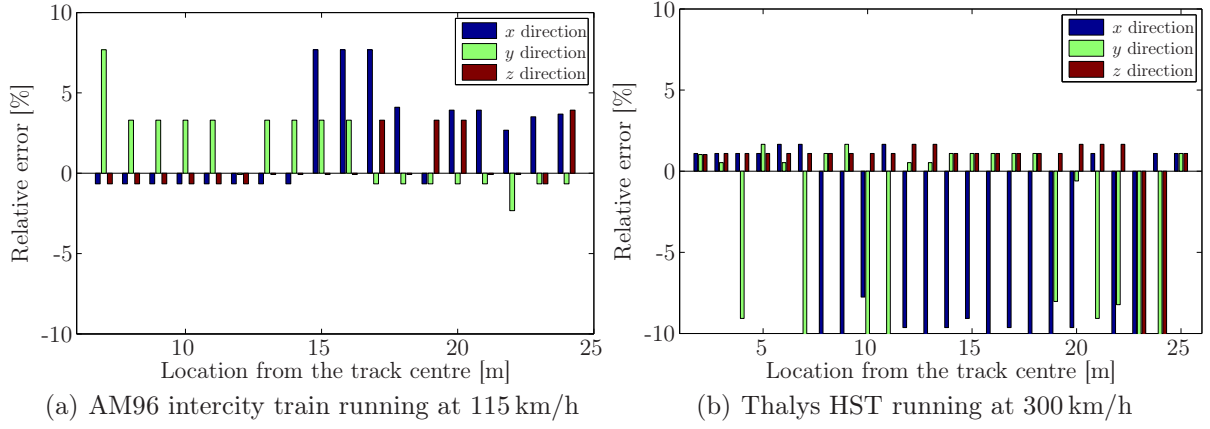 10
5
0
-5
-10
Relative error [%]
x direction
y direction
z direction
10
15
20
25
Location from the track centre [m]
(a) AM96 intercity train running at 115 km/h
10
5
0
-5
-10
Relative error [%]
x direction
y direction
z direction
5
10
15
20
25
Location from the track centre [m]
(b) Thalys HST running at 300 km/h